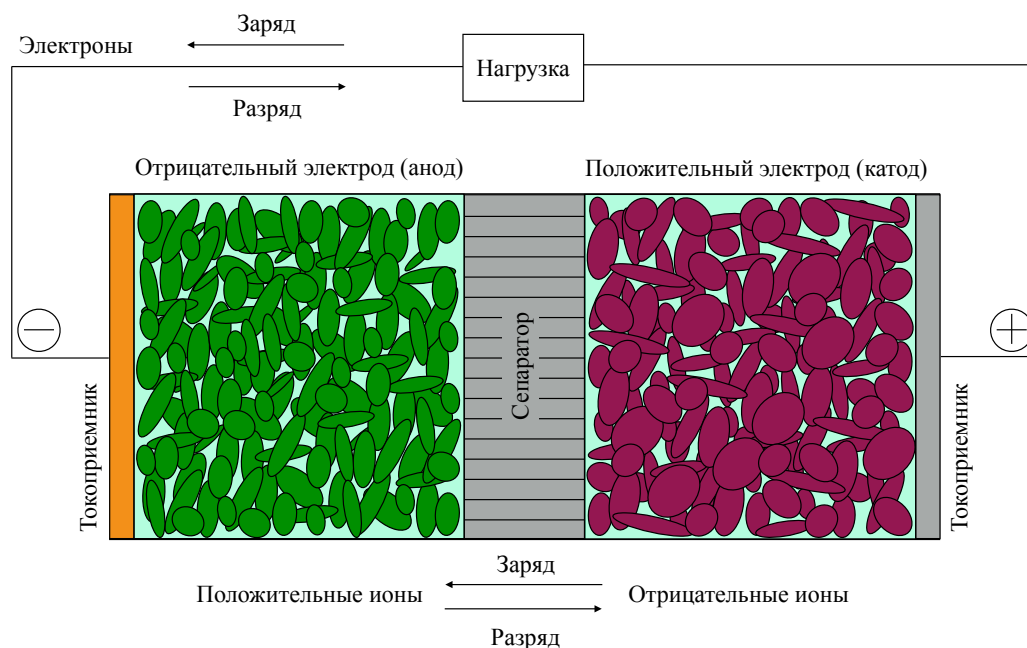 Заряд
Электроны
Нагрузка
Разряд
Отрицательный электрод (анод)
Положительный электрод (катод)
Сепаратор
Токоприемник
Токоприемник
Заряд
Положительные ионы
Отрицательные ионы
Разряд